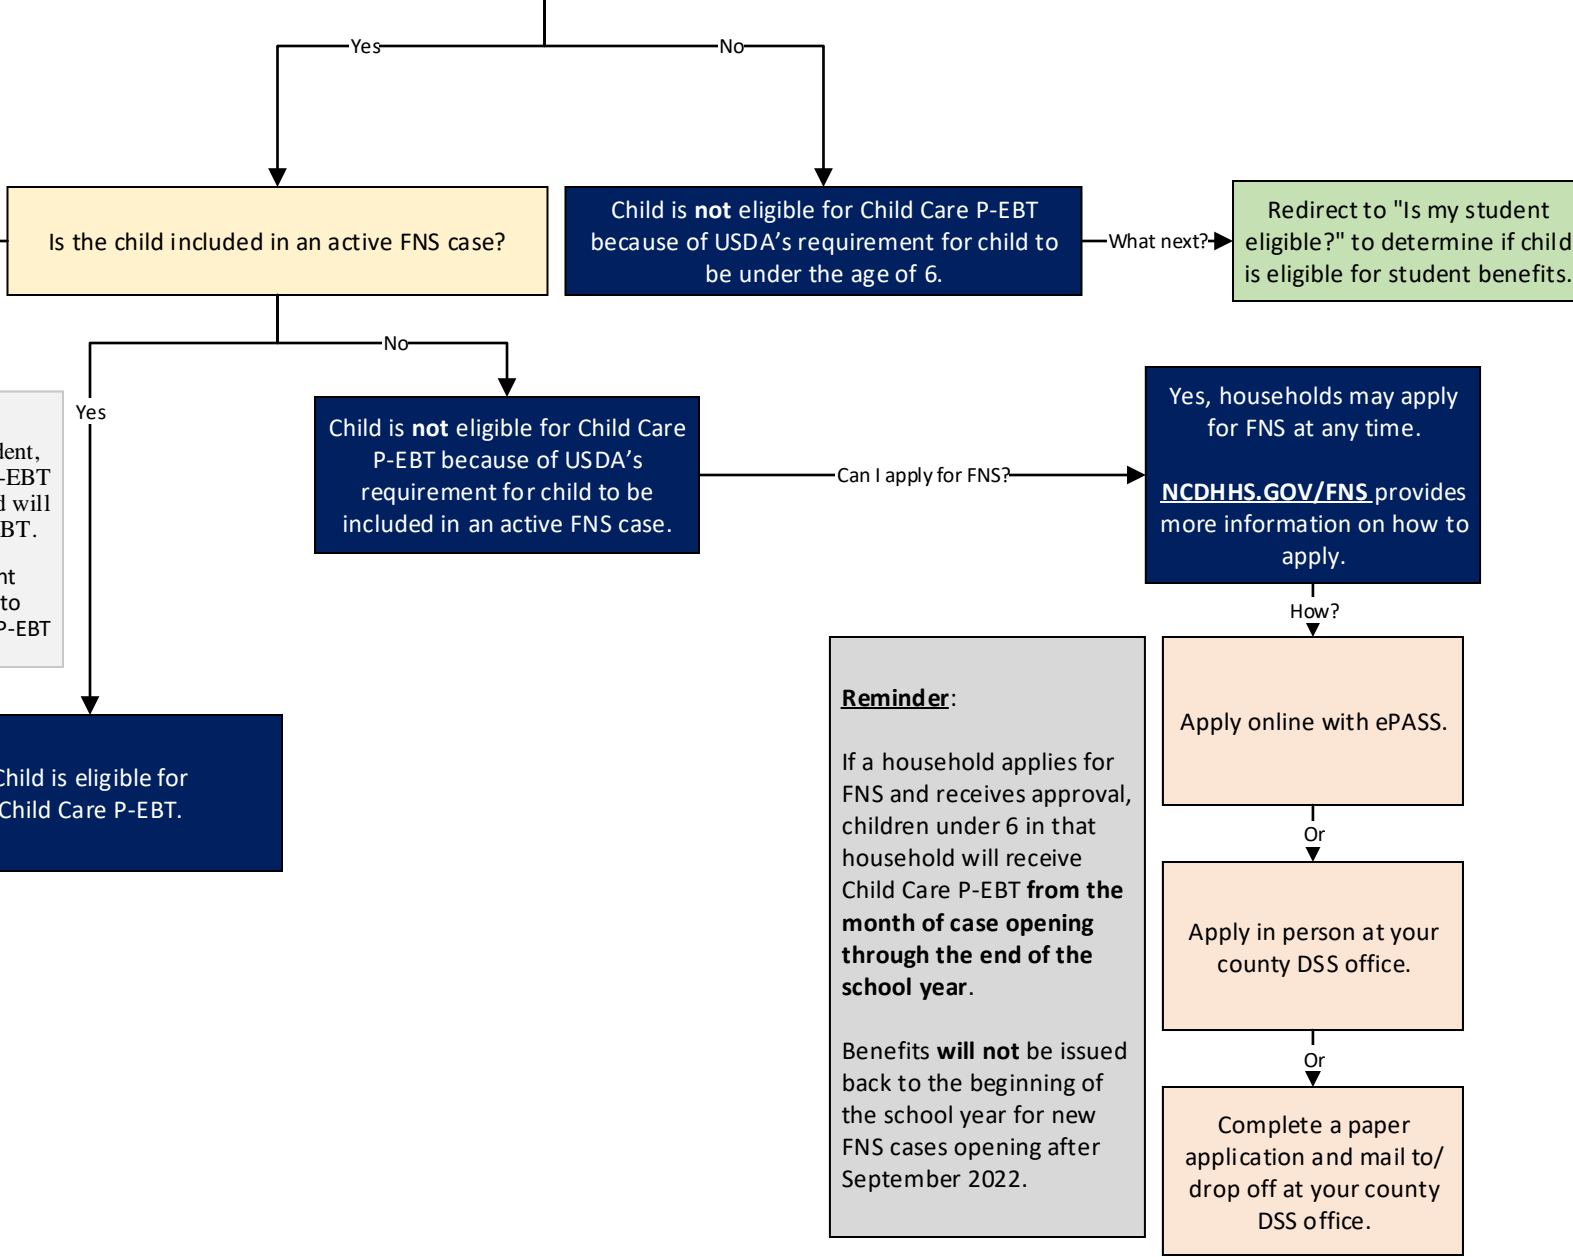 Yes
No
Is the child included in an active FNS case?
Child is not eligible for Child Care P-EBT
because of USDA’s requirement for child to
be under the age of 6.
What next?
Redirect to "Is my student
eligible?" to determine if child
is eligible for student benefits.
No
Yes
-EBT
will
BT.
to
P-EBT
Child is not eligible for Child Care
P-EBT because of USDA’s
requirement for child to be
included in an active FNS case.
Can I apply for FNS?
Yes, households may apply
for FNS at any time.
NCDHHS.GOV/FNS provides
more information on how to
apply.
How?
Child is eligible for
Child Care P-EBT.
Reminder:
If a household applies for
FNS and receives approval,
children under 6 in that
household will receive
Child Care P-EBT from the
month of case opening
through the end of the
school year.
Benefits will not be issued
back to the beginning of
the school year for new
FNS cases opening after
September 2022.
Apply online with ePASS.
Or
Apply in person at your
county DSS office.
Or
Complete a paper
application and mail to/
drop off at your county
DSS office.